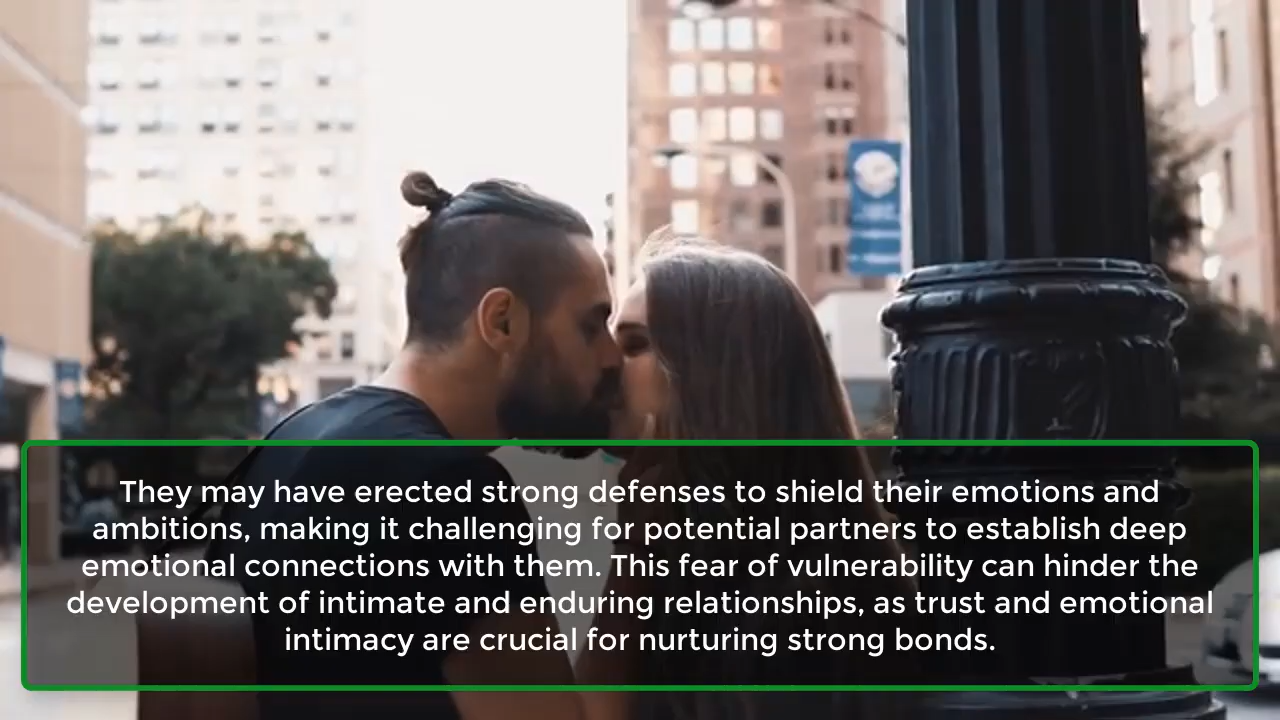 They may have erected strong defenses to shield their emotions and
ambitions, making it challenging for potential partners to establish deep
emotional connections with them. This fear of vulnerability can hinder the
development of intimate and enduring relationships, as trust and emotional
intimacy are crucial for nurturing strong bonds.